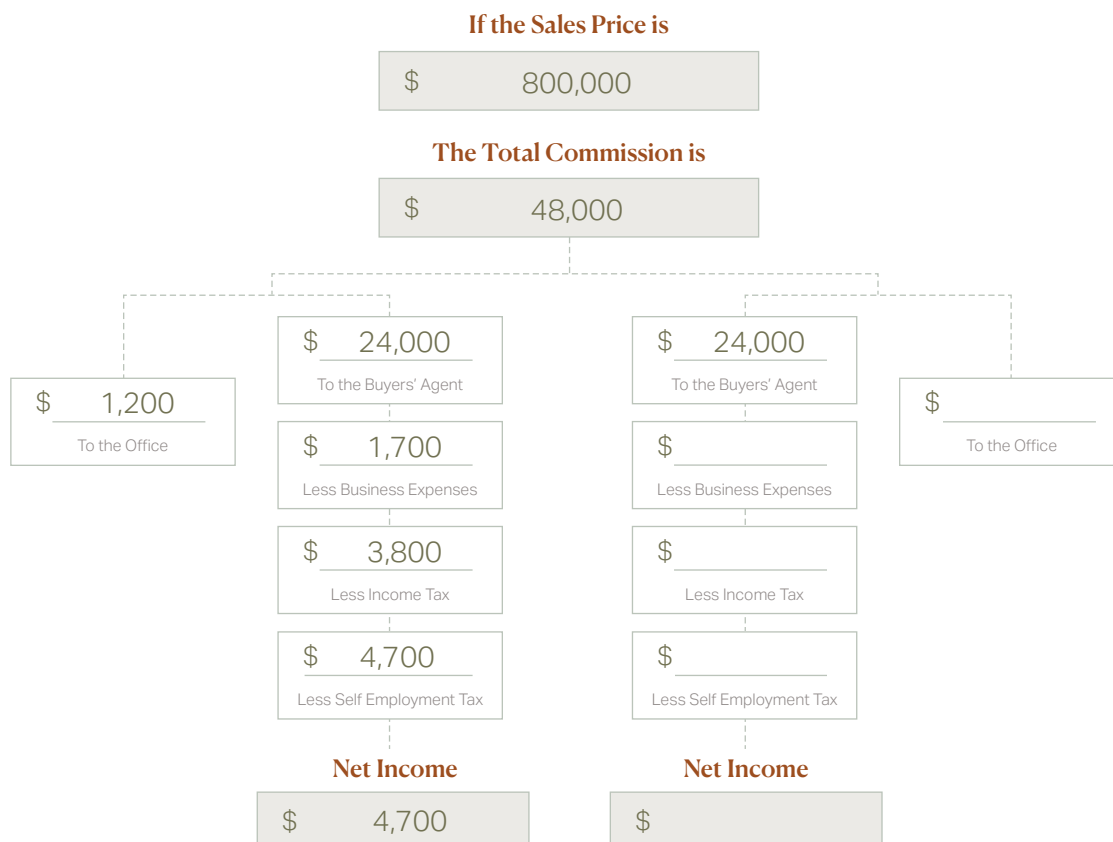 If the Sales Price is
$ 800,000
The Total Commission is
$ 48,000
$ 24,000
To the Buyers' Agent
$ 24,000
To the Buyers' Agent
$ 1,200
To the Office
$
To the Office
$ 1,700
Less Business Expenses
$
Less Business Expenses
$ 3,800
Less Income Tax
$
Less Income Tax
$ 4,700
Less Self Employment Tax
$
Less Self Employment Tax
Net Income
Net Income
$ 4,700
$